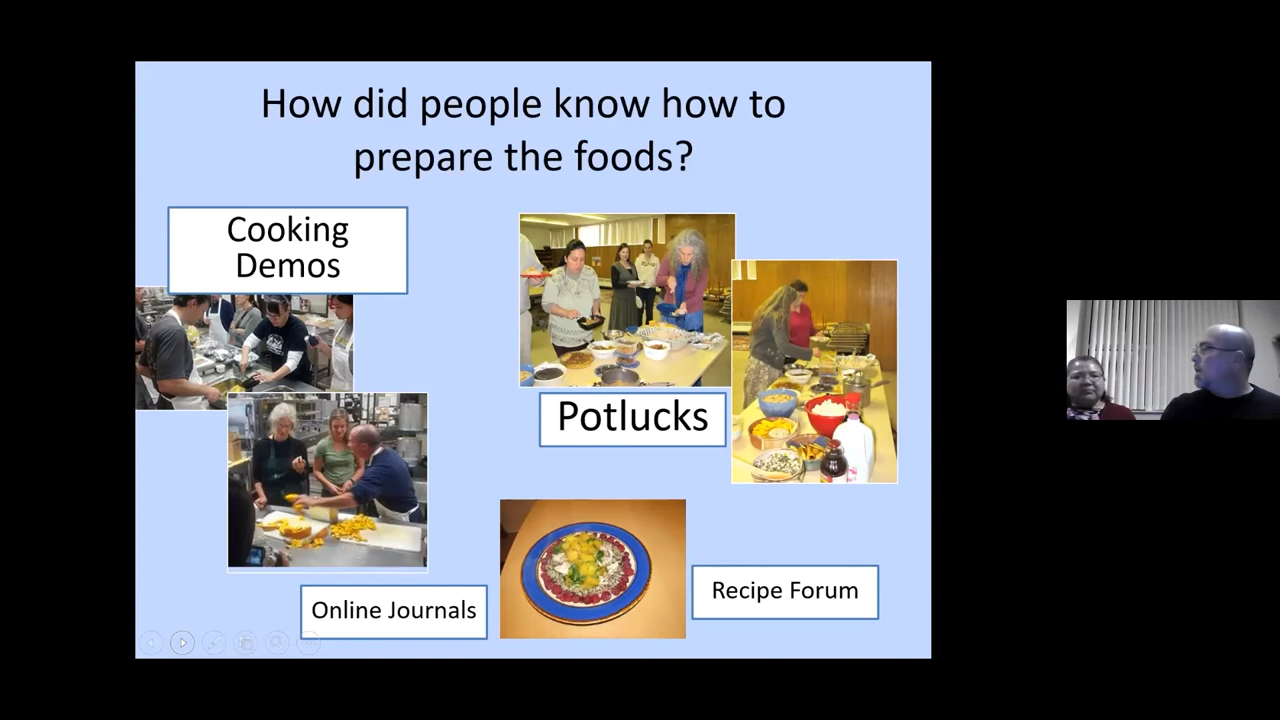 How did people know how to
prepare the foods?
Cooking
Demos
Potlucks
Online Journals
Recipe Forum